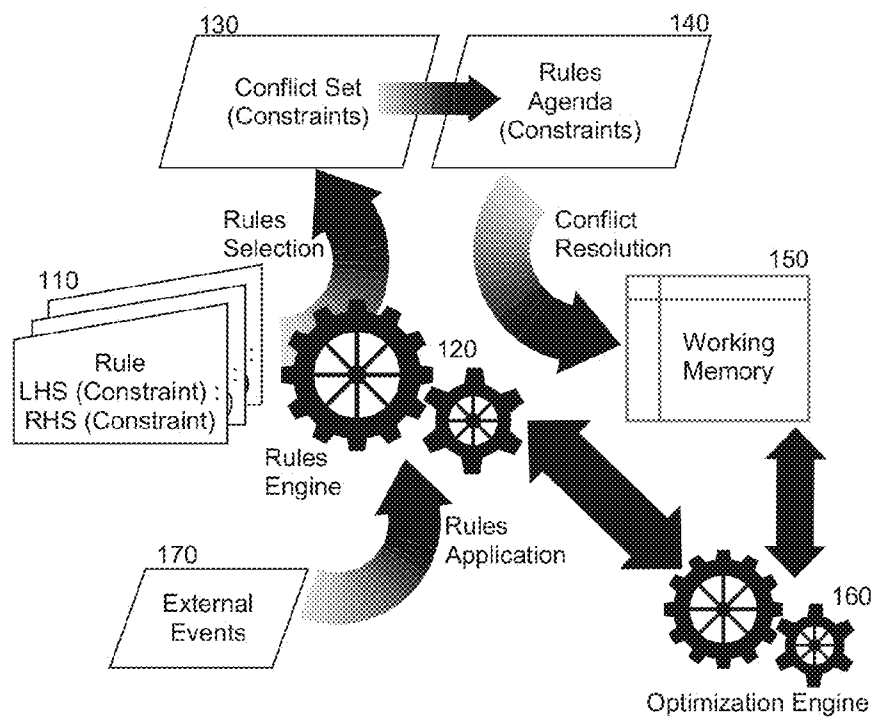 130
140
Conflict Set
(Constraints)
Rules
Agenda
(Constraints)
Rules
Selection
Conflict
Resolution
110
150
Rule
LHS (Constraint) :
RHS (Constraint)
120
Working
Memory
Rules
Engine
Rules
Application
170
External
Events
160
Optimization Engine